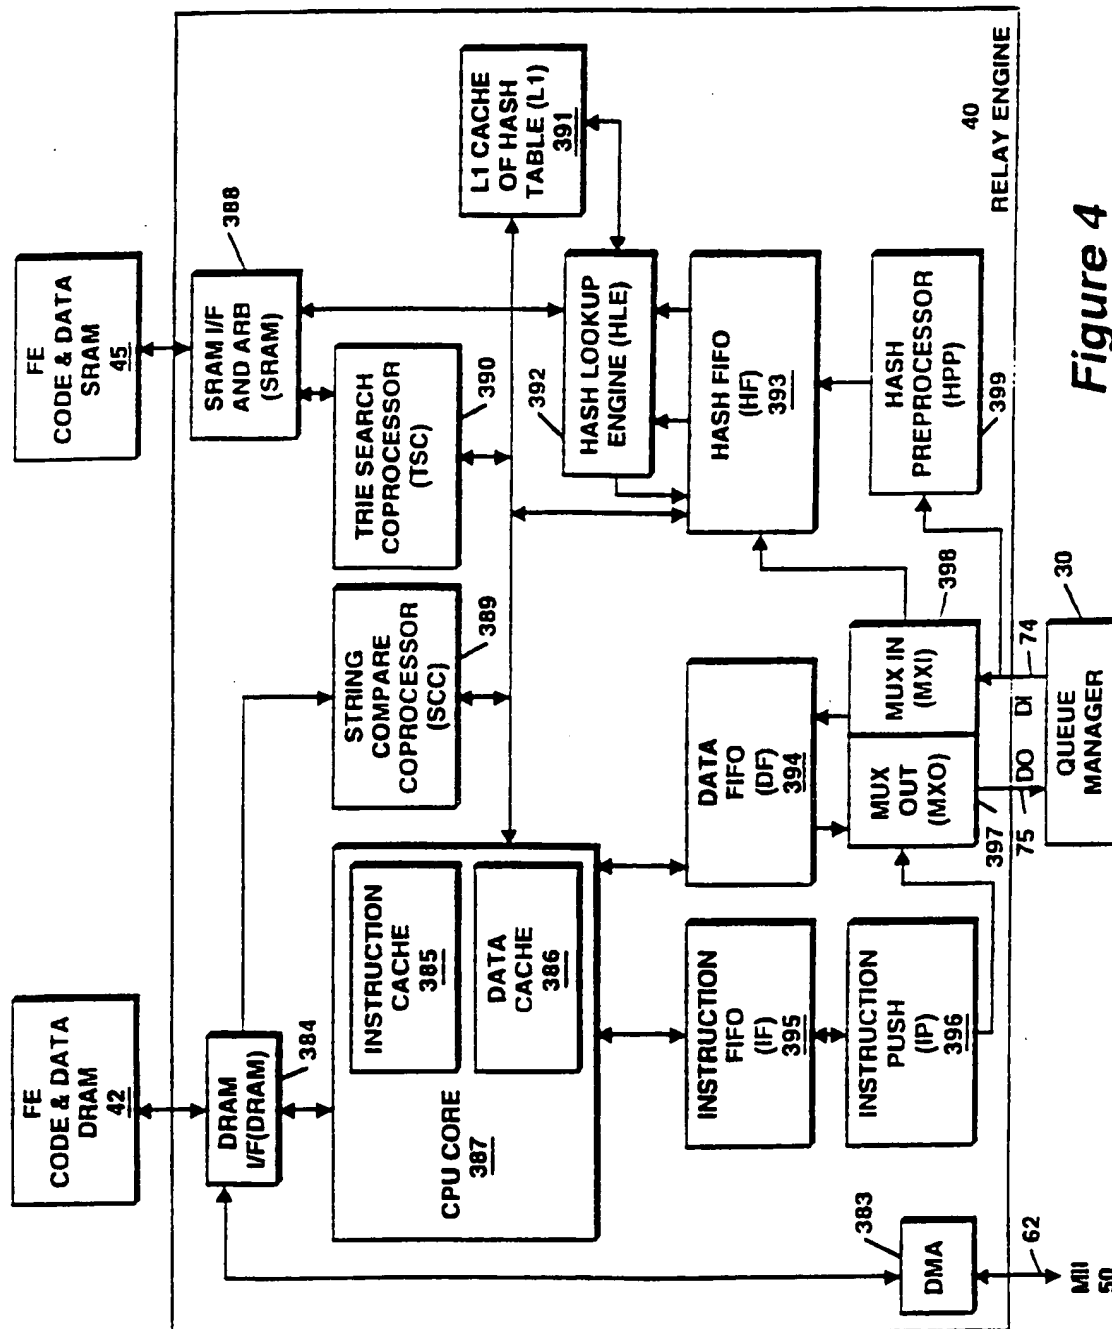 FE
CODE & DATA
DRAM
42
FE
CODE & DATA
SRAM
45
DRAM
I/F(DRAM)
384
SRAM I/F
AND ARB
(SRAM)
388
CPU CORE
387
INSTRUCTION
CACHE
385
DATA
CACHE
386
STRING
COMPARE
COPROCESSOR
(SCC)
389
TRIE SEARCH
COPROCESSOR
(TSC)
390
L1 CACHE
OF HASH
TABLE (L1)
391
392
HASH LOOKUP
ENGINE (HLE)
INSTRUCTION
FIFO
(IF)
395
DATA
FIFO
(DF)
394
HASH FIFO
(HF)
393
INSTRUCTION
PUSH
(IP)
396
MUX
OUT
(MXO)
397
MUX IN
(MXI)
398
HASH
PREPROCESSOR
(HPP)
399
383
DMA
62
MII
50
75
DO
DI
74
QUEUE
MANAGER
30
40
RELAY ENGINE
Figure 4